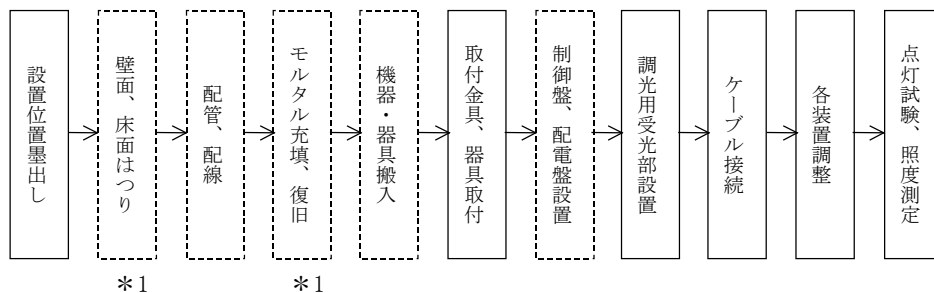 設置位置墨出し
壁面、床面はつり
配管、配線
モルタル充填、復旧
機器・器具搬入
取付金具、器具取付
制御盤、配電盤設置
調光用受光部設置
ケーブル接続
各装置調整
点灯試験、照度測定
＊1
＊1